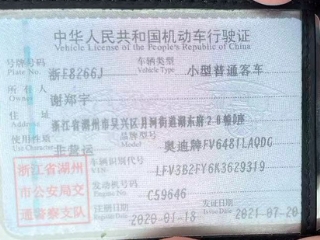 中华人民共和国机动车行驶证
Vehicle License of the People's Republic of China
号牌号码 浙E8266J 车辆类型 小型普通客车
Plate No. Vehicle Type
所有人 谢郑宇
Owner
住址 浙江省湖州市吴兴区月河街道湖东府
Address
使用性质 非营运 品牌型号 奥迪牌FV6481LAQDG
Use Character Model
浙江省湖州市公安局交通警察支队
车辆识别代号 LFV3B2FY6K3629319
VIN
发动机号码 C59646
Engine No.
注册日期 2020-01-18 发证日期 2021-07-20
Register Date Issue Date